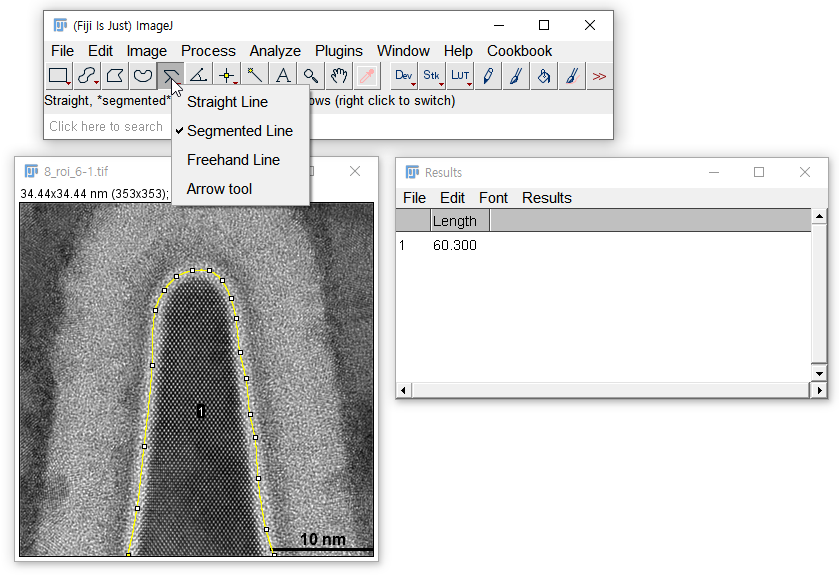 (Fiji Is Just) ImageJ
File Edit Image Process Analyze Plugins Window Help Cookbook
A Dev Stk LUT >>
Straight, *segmented* ows (right click to switch)
Click here to search
Straight Line
Segmented Line
Freehand Line
Arrow tool
8_roi_6-1.tif
34.44x34.44 nm (353x353);
1
10 nm
Results
File Edit Font Results
Length
1 60.300